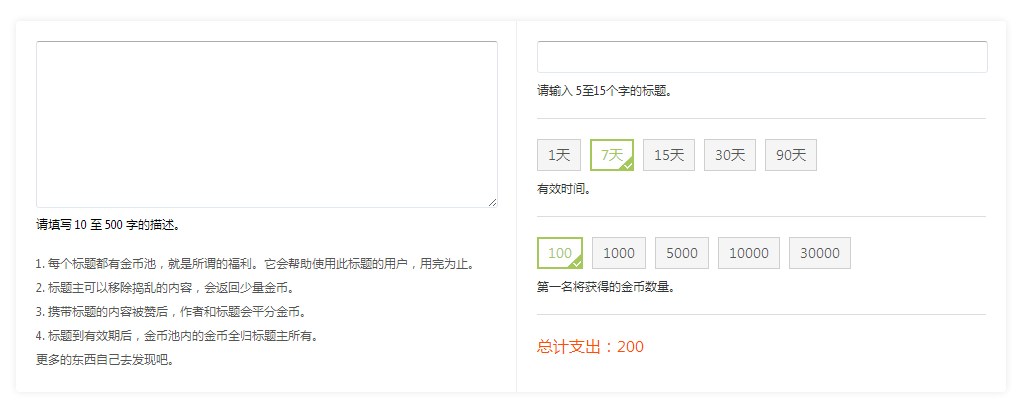 请填写 10 至 500 字的描述。
1. 每个标题都有金币池，就是所谓的福利。它会帮助使用此标题的用户，用完为止。
2. 标题主可以移除捣乱的内容，会返回少量金币。
3. 携带标题的内容被赞后，作者和标题会平分金币。
4. 标题到有效期后，金币池内的金币全归标题主所有。
更多的东西自己去发现吧。
请输入 5至15个字的标题。
1天 7天 15天 30天 90天
有效时间。
100 1000 5000 10000 30000
第一名将获得的金币数量。
总计支出：200